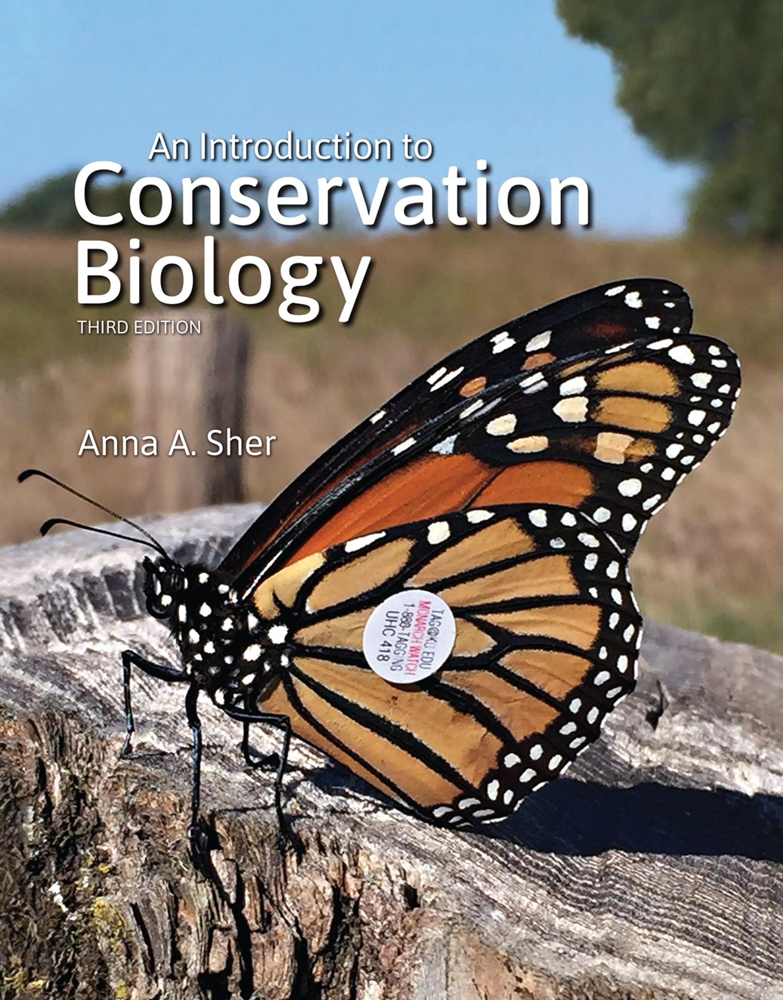 An Introduction to
Conservation
Biology
THIRD EDITION
Anna A. Sher
TAG@KU.EDU
MONARCH WATCH
1-888-TAGGING
UHC 418